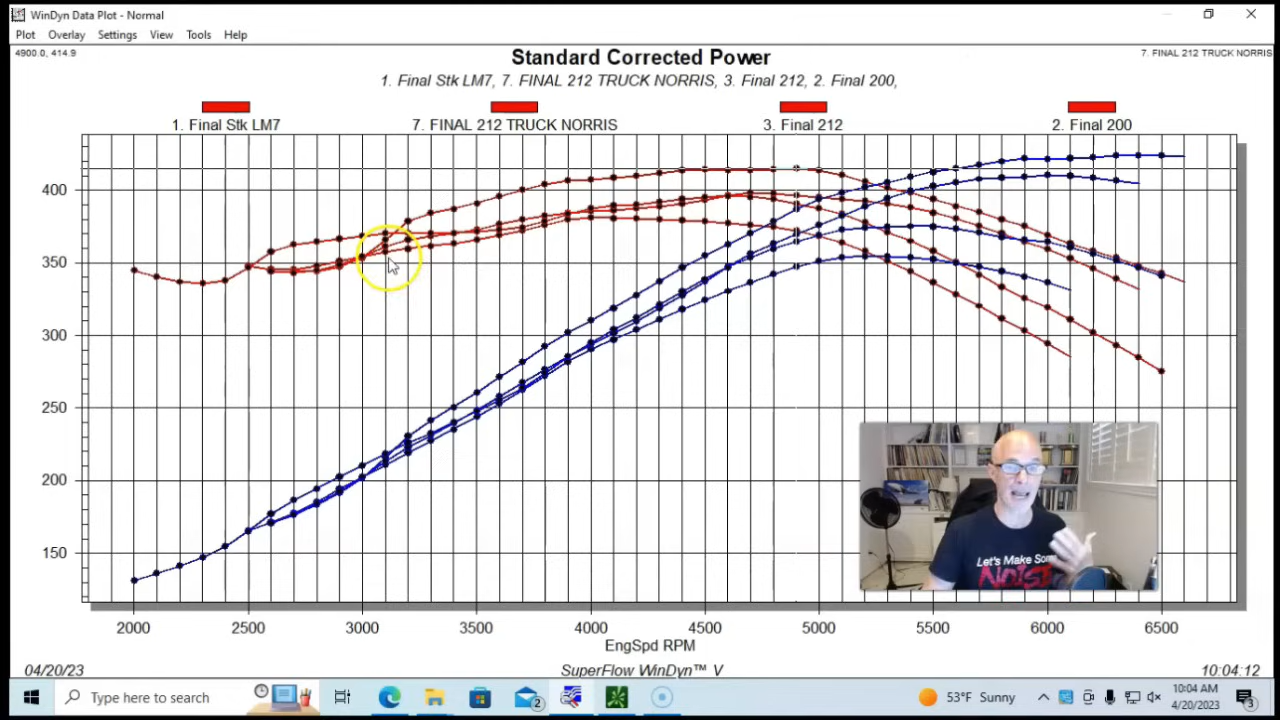 WinDyn Data Plot - Normal
Plot Overlay Settings View Tools Help
4900.0, 414.9
7. FINAL 212 TRUCK NORRIS
Standard Corrected Power
1. Final Stk LM7, 7. FINAL 212 TRUCK NORRIS, 3. Final 212, 2. Final 200,
1. Final Stk LM7 7. FINAL 212 TRUCK NORRIS 3. Final 212 2. Final 200
400
350
300
250
200
150
2000 2500 3000 3500 4000 4500 5000 5500 6000 6500
EngSpd RPM
Let's Make Som
NOISE
04/20/23 SuperFlow WinDyn™ V 10:04:12
Type here to search
2
53°F Sunny
10:04 AM
4/20/2023
3